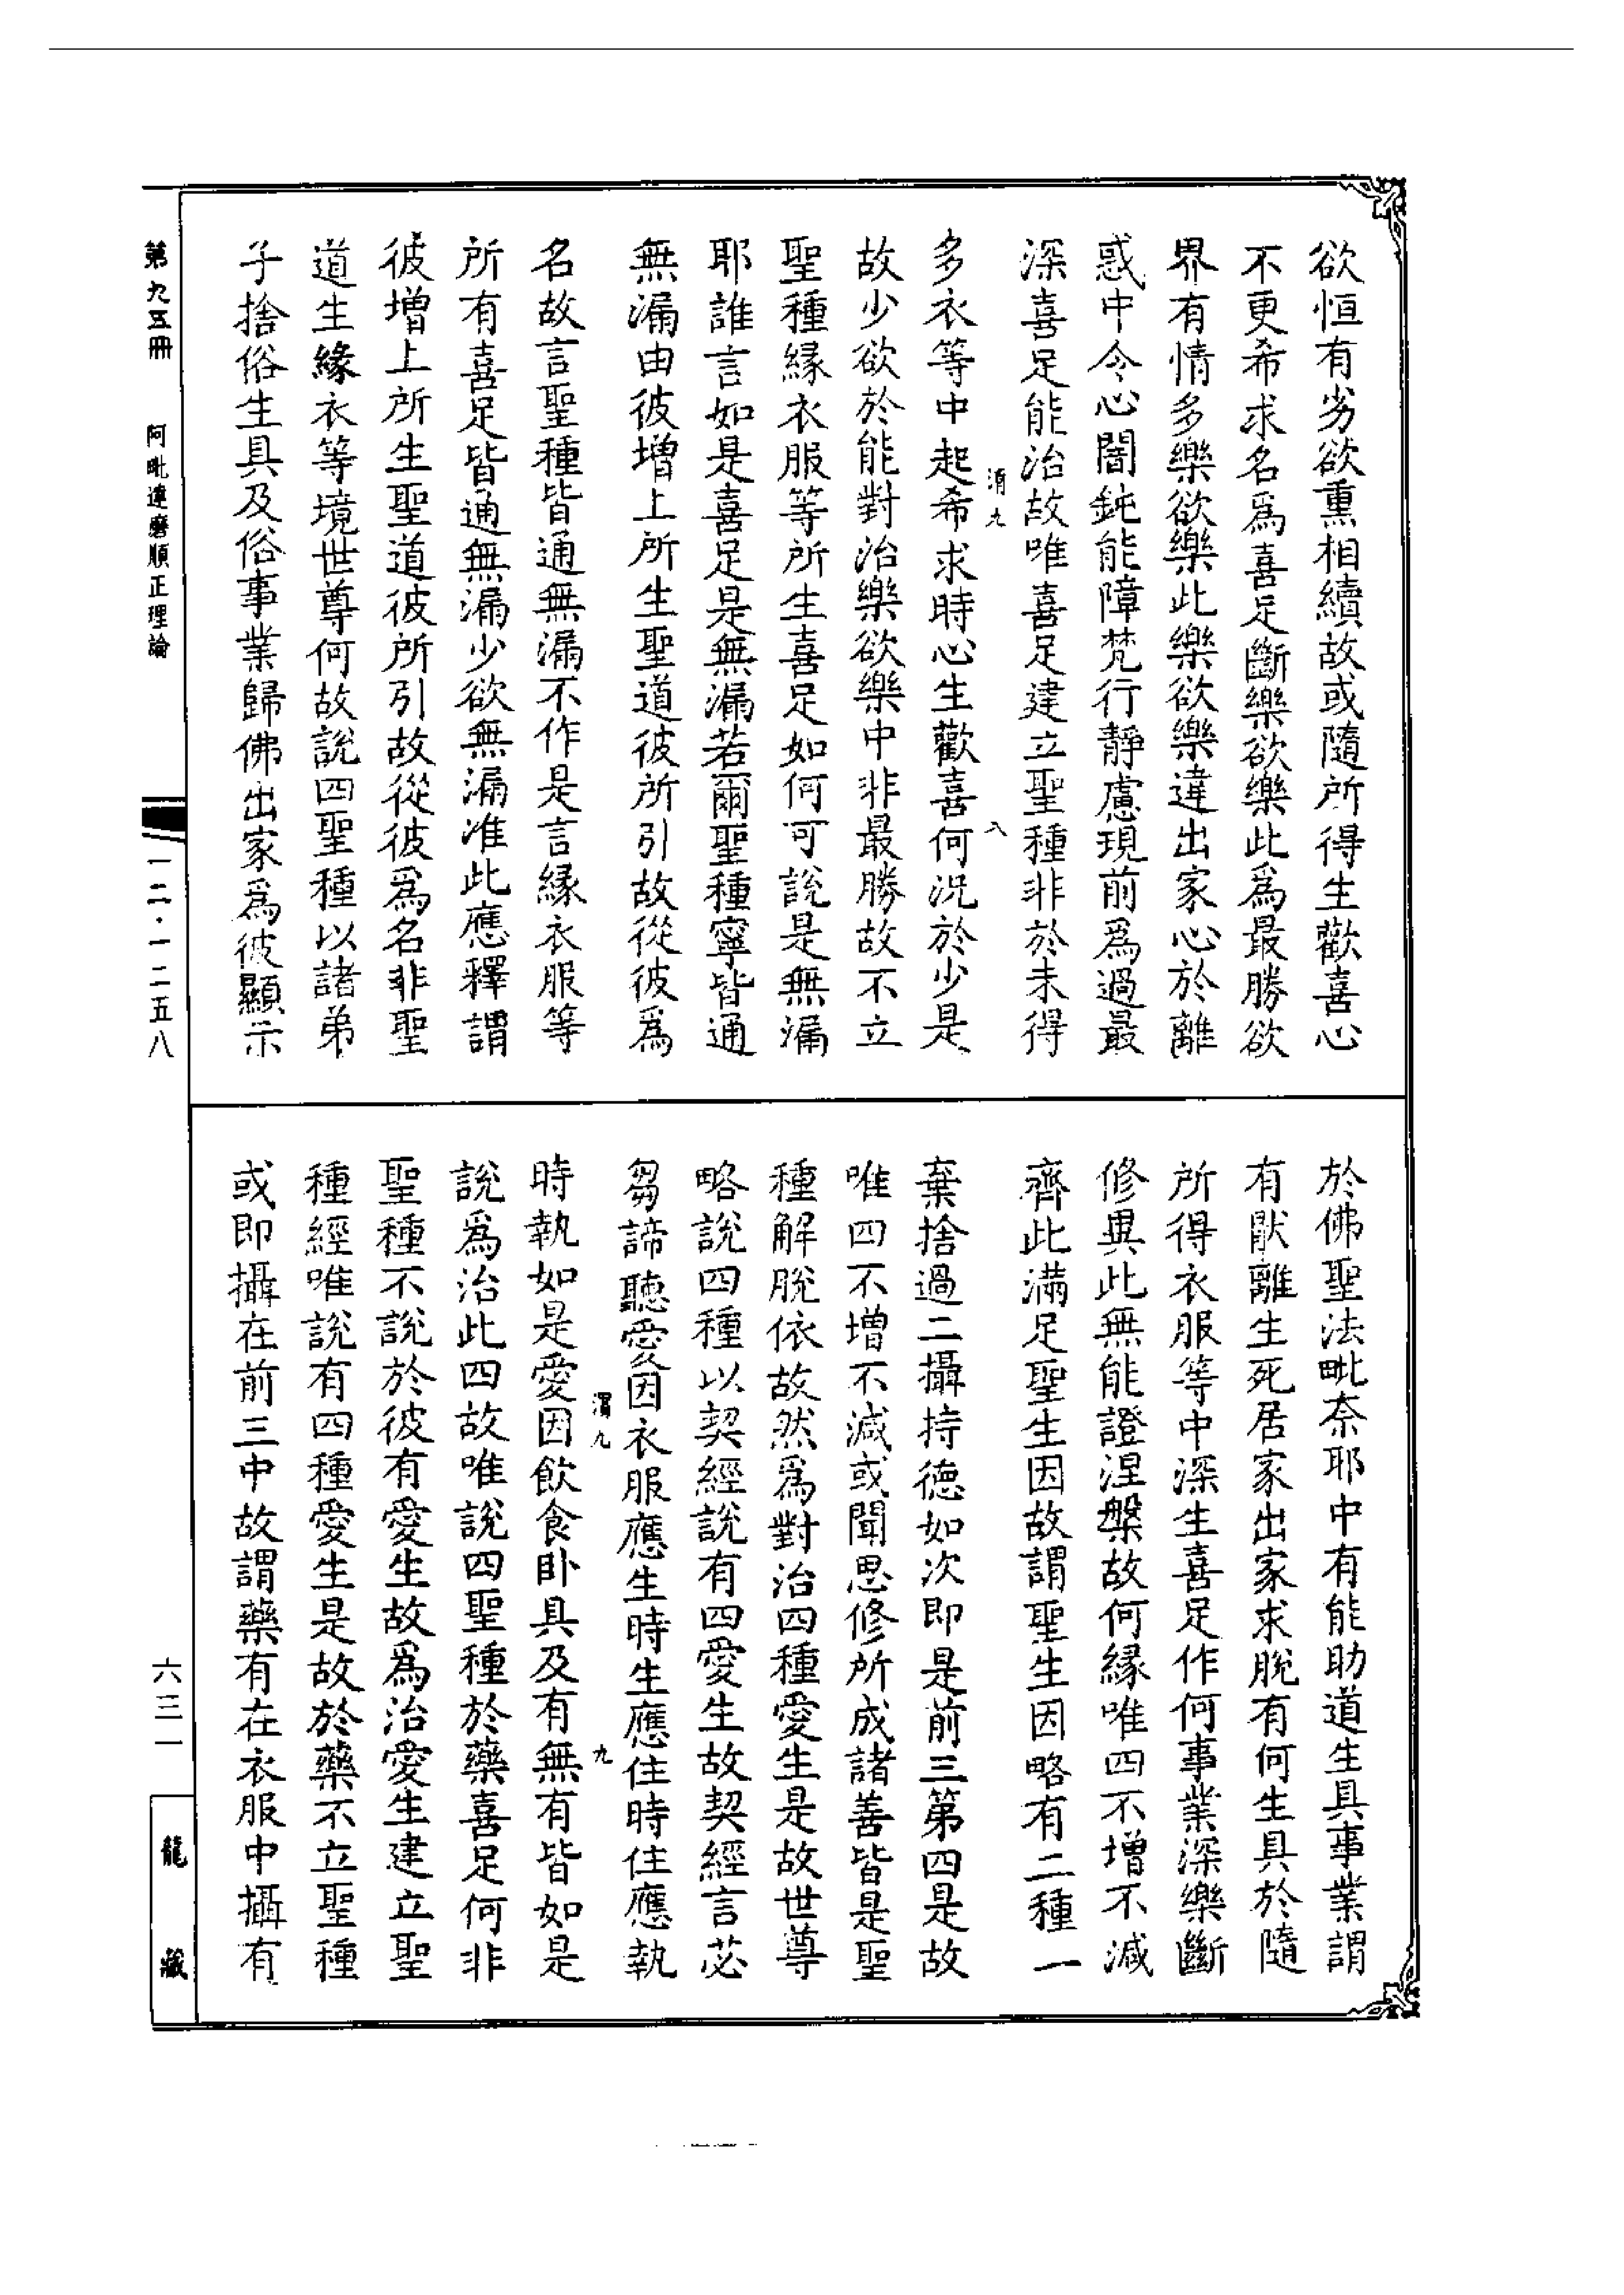 欲恒有劣欲熏相續故或隨所得生歡喜心
不更希求名爲喜足斷樂欲樂此爲最勝欲
界有情多樂欲樂此樂欲樂違出家心於離
惑中令心闇鈍能障梵行靜慮現前爲過最
深喜足能治故唯喜足建立聖種非於未得
九
八
多衣等中起希求時心生歡喜何況於少是
故少欲於能對治樂欲樂中非最勝故不立
聖種緣衣服等所生喜足如何可說是無漏
耶誰言如是喜足是無漏若爾聖種寧皆通
無漏由彼增上所生聖道彼所引故從彼爲
名故言聖種皆通無漏不作是言緣衣服等
所有喜足皆通無漏少欲無漏准此應釋謂
彼增上所生聖道彼所引故從彼爲名非聖
道生緣衣等境世尊何故說四聖種以諸弟
子捨俗生具及俗事業歸佛出家爲彼顯示
於佛聖法毗奈耶中有能助道生具事業謂
有猒離生死居家出家求脫有何生具於隨
所得衣服等中深生喜足作何事業深樂斷
修異此無能證涅槃故何緣唯四不增不減
齊此滿足聖生因故謂聖生因略有二種一
棄捨過二攝持德如次即是前三第四是故
唯四不增不減或聞思修所成諸善皆是聖
種解脫依故然爲對治四種愛生是故世尊
略說四種以契經說有四愛生故契經言苾
芻諦聽愛因衣服應生時生應住時住應執
九
九
時執如是愛因飲食卧具及有無有皆如是
說爲治此四故唯說四聖種於藥喜足何非
聖種不說於彼有愛生故爲治愛生建立聖
種經唯說有四種愛生是故於藥不立聖種
或即攝在前三中故謂藥有在衣服中攝有
第九五冊
阿毗達磨順正理論
一二·一二五八
六三一
龍藏